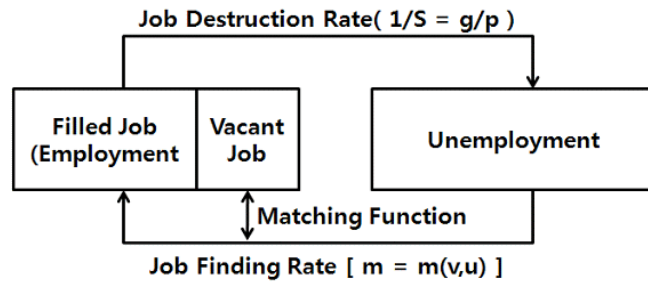 Job Destruction Rate( 1/S = g/p )
Filled Job
(Employment
Vacant
Job
Unemployment
Matching Function
Job Finding Rate [ m = m(v,u) ]